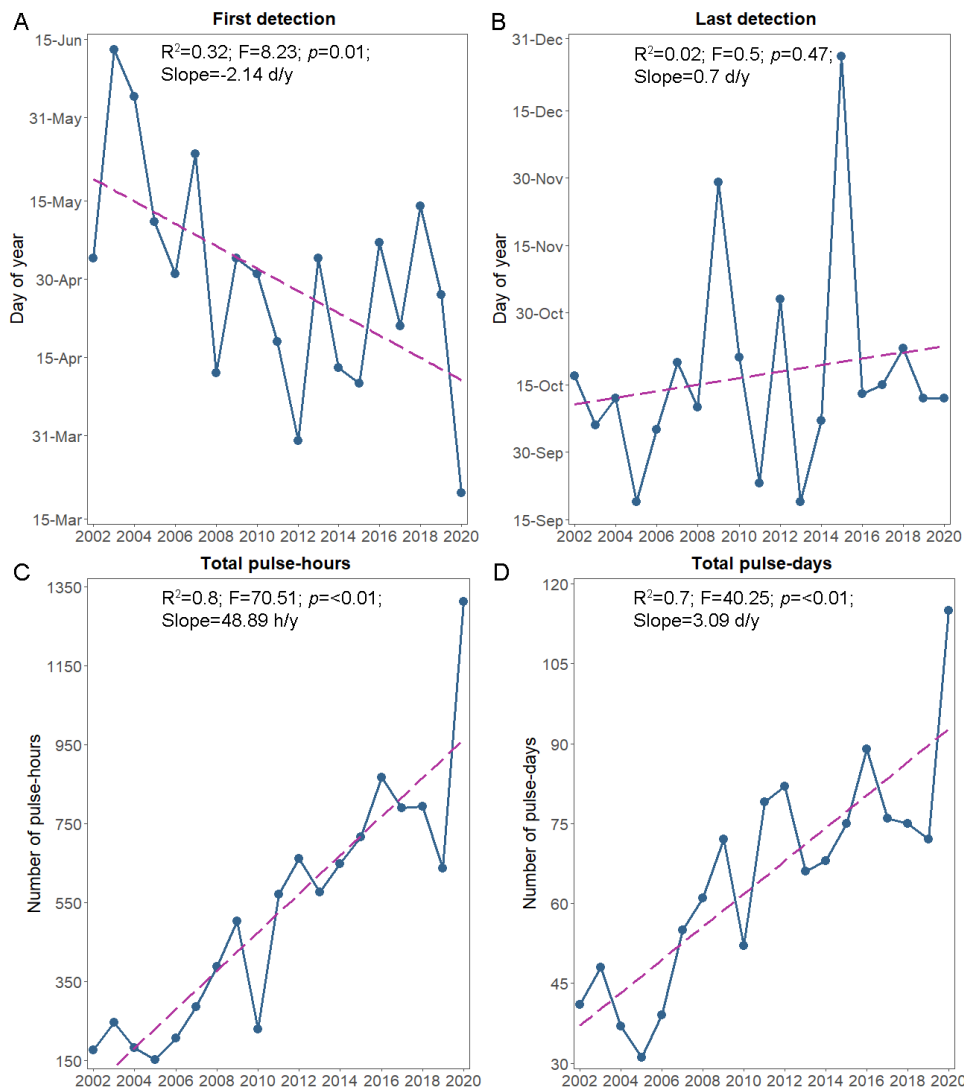 A
First detection
R²=0.32; F=8.23; p=0.01;
Slope=-2.14 d/y
Day of year
15-Jun
31-May
15-May
30-Apr
15-Apr
31-Mar
15-Mar
2002 2004 2006 2008 2010 2012 2014 2016 2018 2020
B
Last detection
R²=0.02; F=0.5; p=0.47;
Slope=0.7 d/y
Day of year
31-Dec
15-Dec
30-Nov
15-Nov
30-Oct
15-Oct
30-Sep
15-Sep
2002 2004 2006 2008 2010 2012 2014 2016 2018 2020
C
Total pulse-hours
R²=0.8; F=70.51; p=<0.01;
Slope=48.89 h/y
Number of pulse-hours
1350
1150
950
750
550
350
150
2002 2004 2006 2008 2010 2012 2014 2016 2018 2020
D
Total pulse-days
R²=0.7; F=40.25; p=<0.01;
Slope=3.09 d/y
Number of pulse-days
120
105
90
75
60
45
30
2002 2004 2006 2008 2010 2012 2014 2016 2018 2020